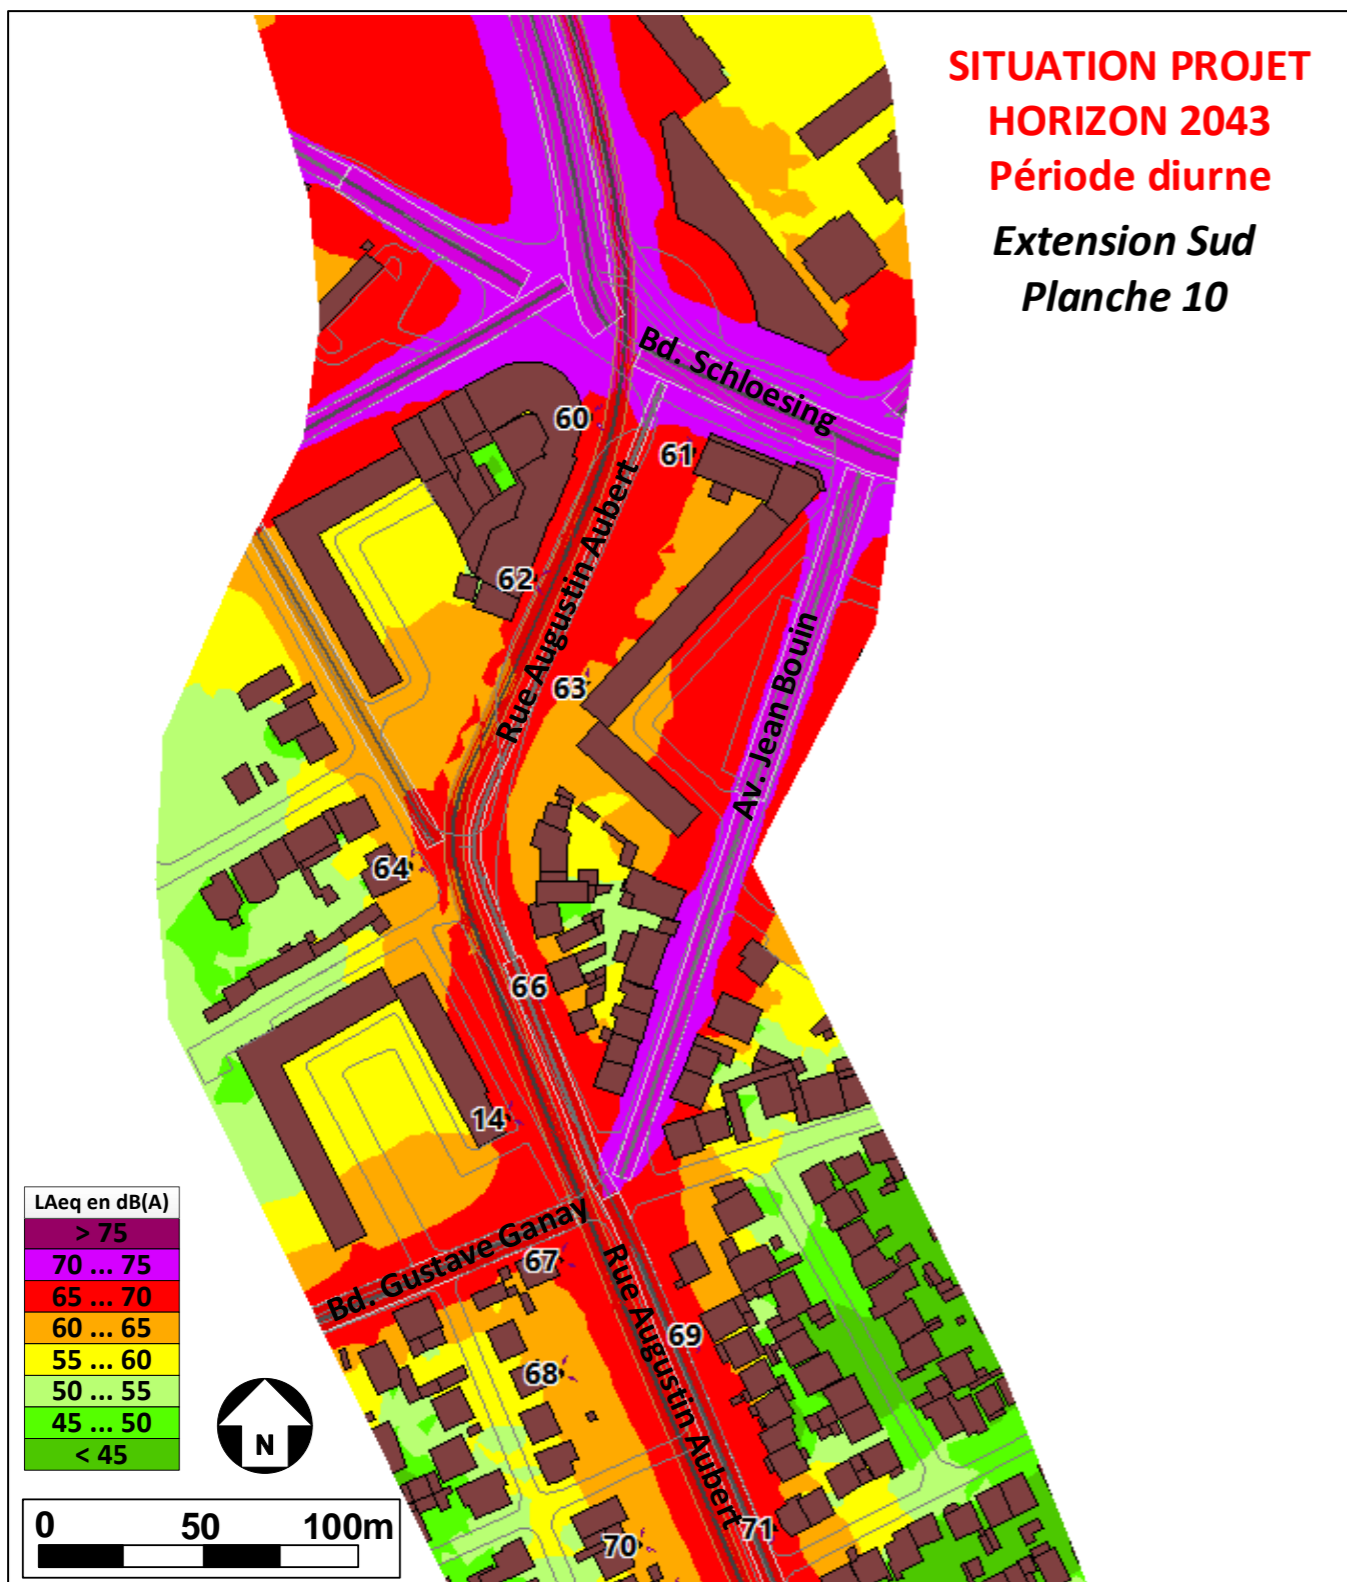 SITUATION PROJET
HORIZON 2043
Période diurne
Extension Sud
Planche 10
Bd. Schloesing
60
61
Rue Augustin Aubert
62
Av. Jean Bouin
63
64
66
14
Bd. Gustave Ganay
67
Rue Augustin Aubert
69
68
71
70
LAeq en dB(A)
> 75
70 ... 75
65 ... 70
60 ... 65
55 ... 60
50 ... 55
45 ... 50
< 45
N
0 50 100m